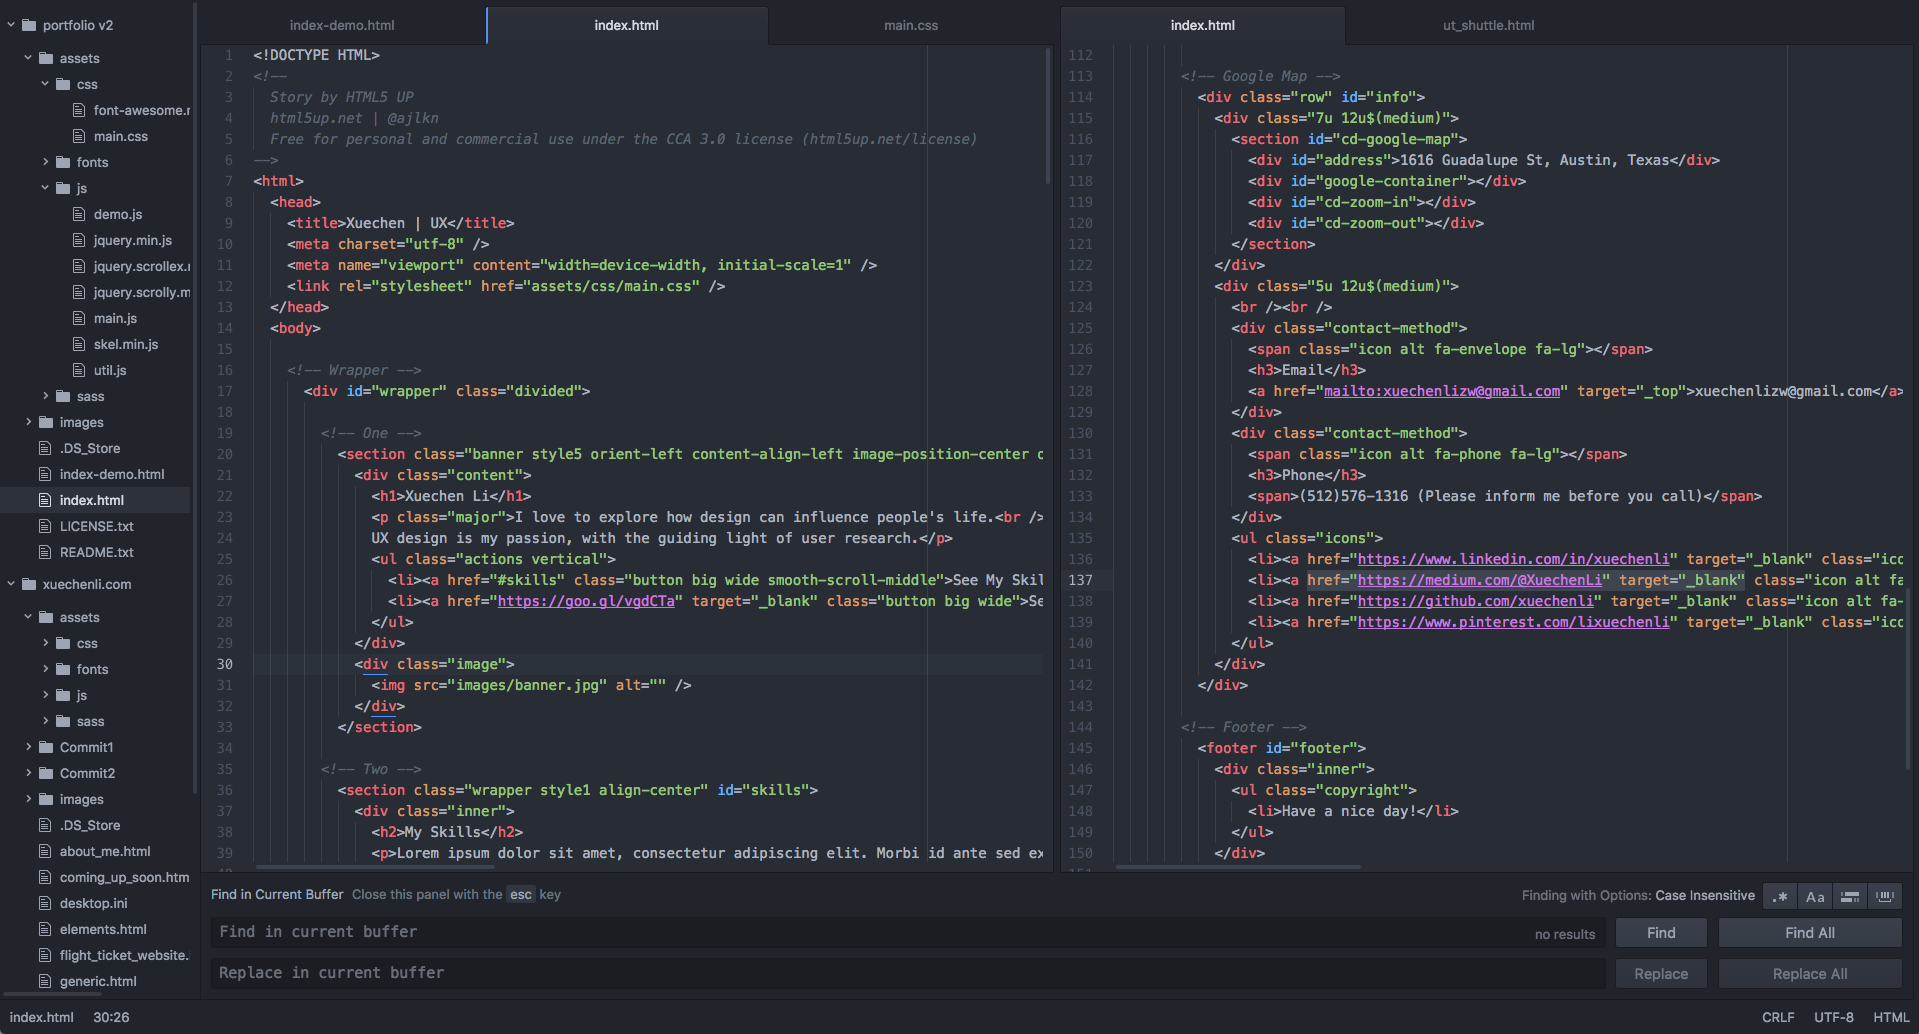 portfolio v2
assets
css
font-awesome.r
main.css
fonts
js
demo.js
jquery.min.js
jquery.scrollex.r
jquery.scrolly.m
main.js
skel.min.js
util.js
sass
images
.DS_Store
index-demo.html
index.html
LICENSE.txt
README.txt
xuechenli.com
assets
css
fonts
js
sass
Commit1
Commit2
images
.DS_Store
about_me.html
coming_up_soon.htm
desktop.ini
elements.html
flight_ticket_website.
generic.html
index-demo.html
index.html
main.css
1 <!DOCTYPE HTML>
2 <!--
3 Story by HTML5 UP
4 html5up.net | @ajlkn
5 Free for personal and commercial use under the CCA 3.0 license (html5up.net/license)
6 -->
7 <html>
8 <head>
9 <title>Xuechen | UX</title>
10 <meta charset="utf-8" />
11 <meta name="viewport" content="width=device-width, initial-scale=1" />
12 <link rel="stylesheet" href="assets/css/main.css" />
13 </head>
14 <body>
15
16 <!-- Wrapper -->
17 <div id="wrapper" class="divided">
18
19 <!-- One -->
20 <section class="banner style5 orient-left content-align-left image-position-center o
21 <div class="content">
22 <h1>Xuechen Li</h1>
23 <p class="major">I love to explore how design can influence people's life.<br />
24 UX design is my passion, with the guiding light of user research.</p>
25 <ul class="actions vertical">
26 <li><a href="#skills" class="button big wide smooth-scroll-middle">See My Skil
27 <li><a href="https://goo.gl/vgdCTa" target="_blank" class="button big wide">Se
28 </ul>
29 </div>
30 <div class="image">
31 <img src="images/banner.jpg" alt="" />
32 </div>
33 </section>
34
35 <!-- Two -->
36 <section class="wrapper style1 align-center" id="skills">
37 <div class="inner">
38 <h2>My Skills</h2>
39 <p>Lorem ipsum dolor sit amet, consectetur adipiscing elit. Morbi id ante sed ex
index.html
ut_shuttle.html
112
113 <!-- Google Map -->
114 <div class="row" id="info">
115 <div class="7u 12u$(medium)">
116 <section id="cd-google-map">
117 <div id="address">1616 Guadalupe St, Austin, Texas</div>
118 <div id="google-container"></div>
119 <div id="cd-zoom-in"></div>
120 <div id="cd-zoom-out"></div>
121 </section>
122 </div>
123 <div class="5u 12u$(medium)">
124 <br /><br />
125 <div class="contact-method">
126 <span class="icon alt fa-envelope fa-lg"></span>
127 <h3>Email</h3>
128 <a href="mailto:xuechenlizw@gmail.com" target="_top">xuechenlizw@gmail.com</a>
129 </div>
130 <div class="contact-method">
131 <span class="icon alt fa-phone fa-lg"></span>
132 <h3>Phone</h3>
133 <span>(512)576-1316 (Please inform me before you call)</span>
134 </div>
135 <ul class="icons">
136 <li><a href="https://www.linkedin.com/in/xuechenli" target="_blank" class="ico
137 <li><a href="https://medium.com/@XuechenLi" target="_blank" class="icon alt fa
138 <li><a href="https://github.com/xuechenli" target="_blank" class="icon alt fa-
139 <li><a href="https://www.pinterest.com/lixuechenli" target="_blank" class="ico
140 </ul>
141 </div>
142 </div>
143
144 <!-- Footer -->
145 <footer id="footer">
146 <div class="inner">
147 <ul class="copyright">
148 <li>Have a nice day!</li>
149 </ul>
150 </div>
Find in Current Buffer Close this panel with the esc key
Finding with Options: Case Insensitive .* Aa
Find in current buffer no results Find Find All
Replace in current buffer Replace Replace All
index.html 30:26 CRLF UTF-8 HTML